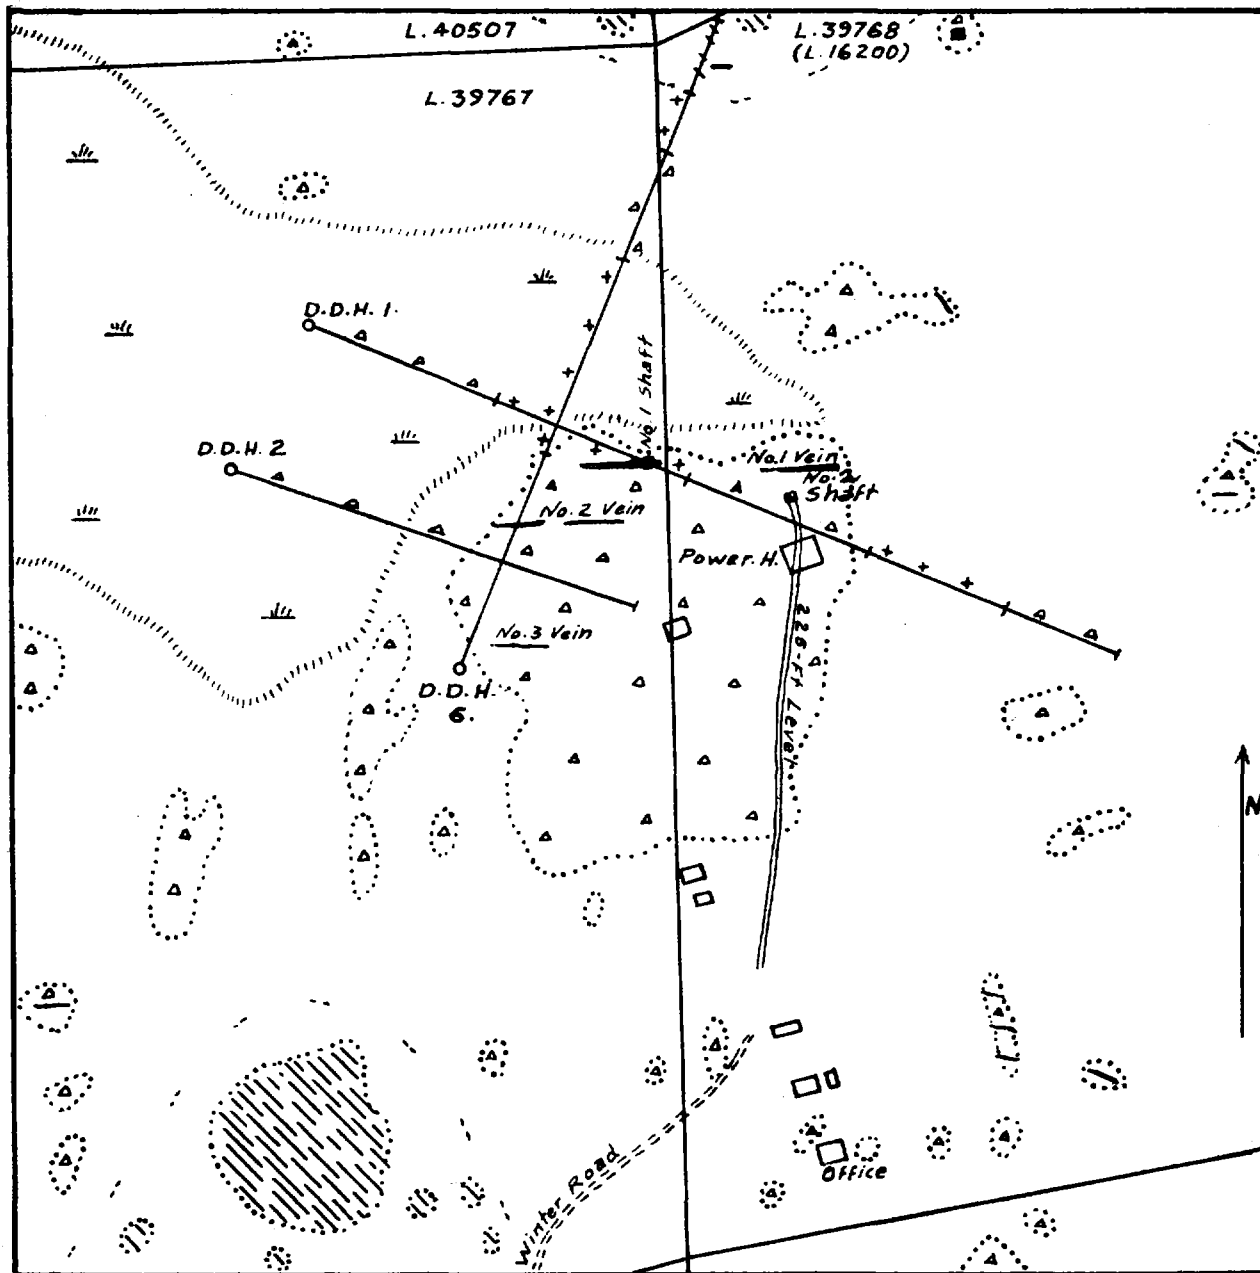 L.40507
L.39768
(L.16200)
L.39767
D.D.H. 1.
No. 1 Shaft
D.D.H. 2
No.1 Vein
No. 2
Shaft
No. 2 Vein
Power. H.
226-ft Level
No. 3 Vein
D.D.H.
6.
N
Winter Road
Office